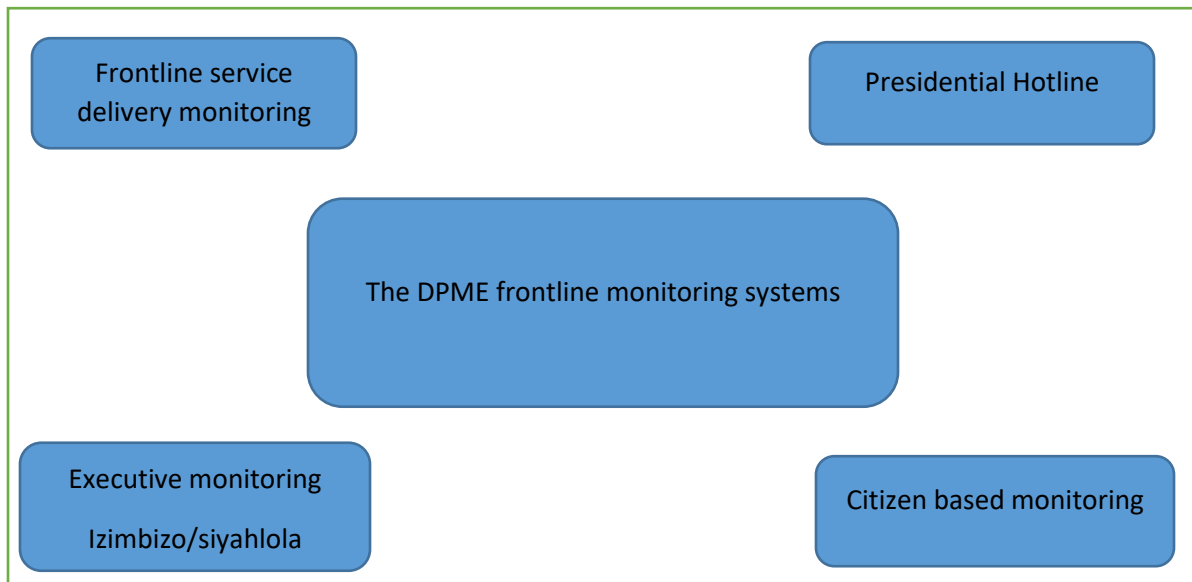 Frontline service
delivery monitoring
Presidential Hotline
The DPME frontline monitoring systems
Executive monitoring
Izimbizo/siyahlola
Citizen based monitoring